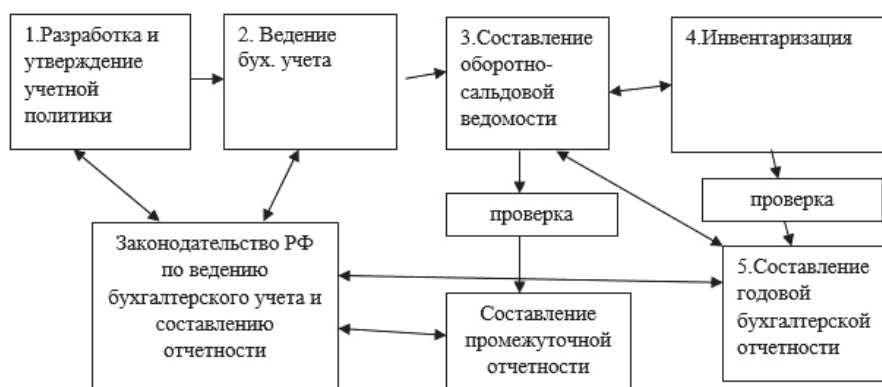 1.Разработка и
утверждение
учетной
политики
2. Ведение
бух. учета
3.Составление
оборотно-
сальдовой
ведомости
4.Инвентаризация
проверка
проверка
Законодательство РФ
по ведению
бухгалтерского учета и
составлению
отчетности
Составление
промежуточной
отчетности
5.Составление
годовой
бухгалтерской
отчетности